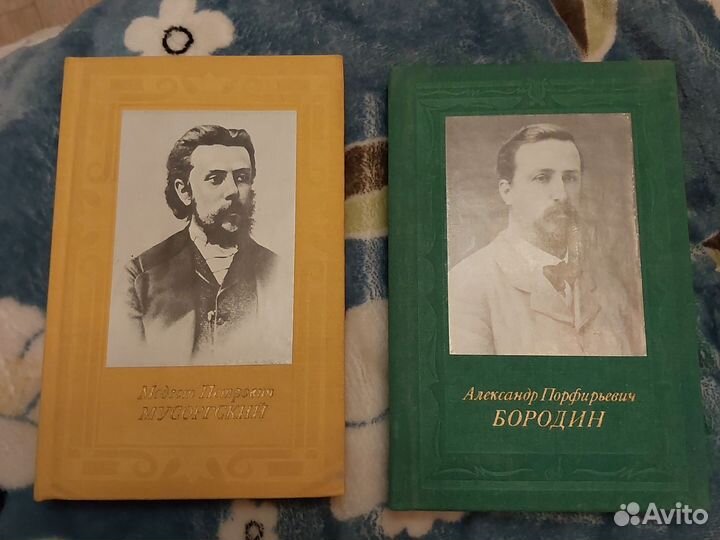 Модест Петрович
МУСОРГСКИЙ
Александр Порфирьевич
БОРОДИН
Avito